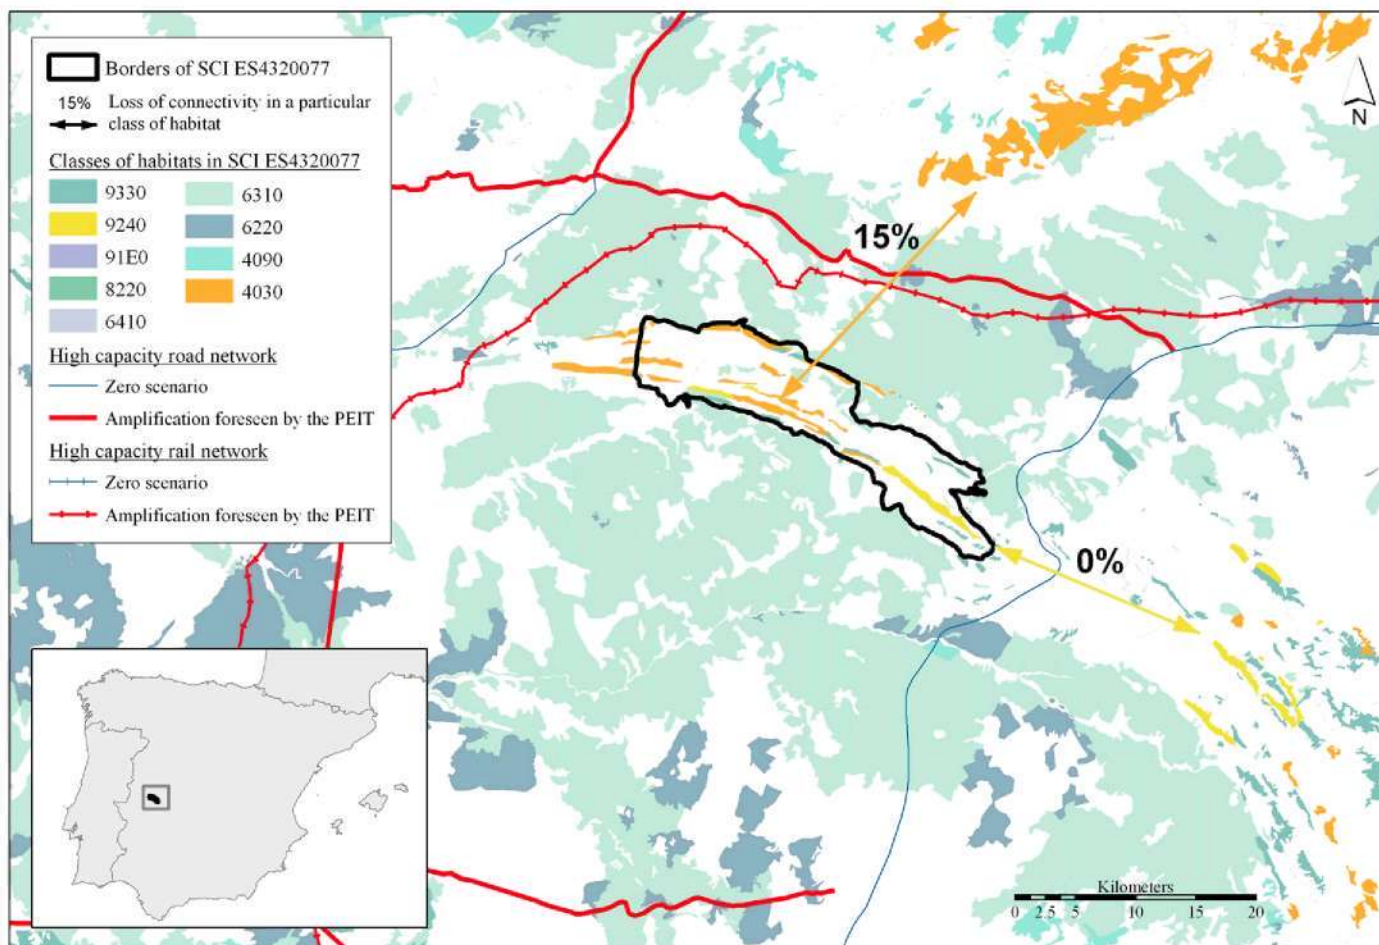 Borders of SCI ES4320077
15% Loss of connectivity in a particular
class of habitat
Classes of habitats in SCI ES4320077
9330 6310
9240 6220
91E0 4090
8220 4030
6410
High capacity road network
Zero scenario
Amplification foreseen by the PEIT
High capacity rail network
Zero scenario
Amplification foreseen by the PEIT
N
15%
0%
Kilometers
0 2.5 5 10 15 20